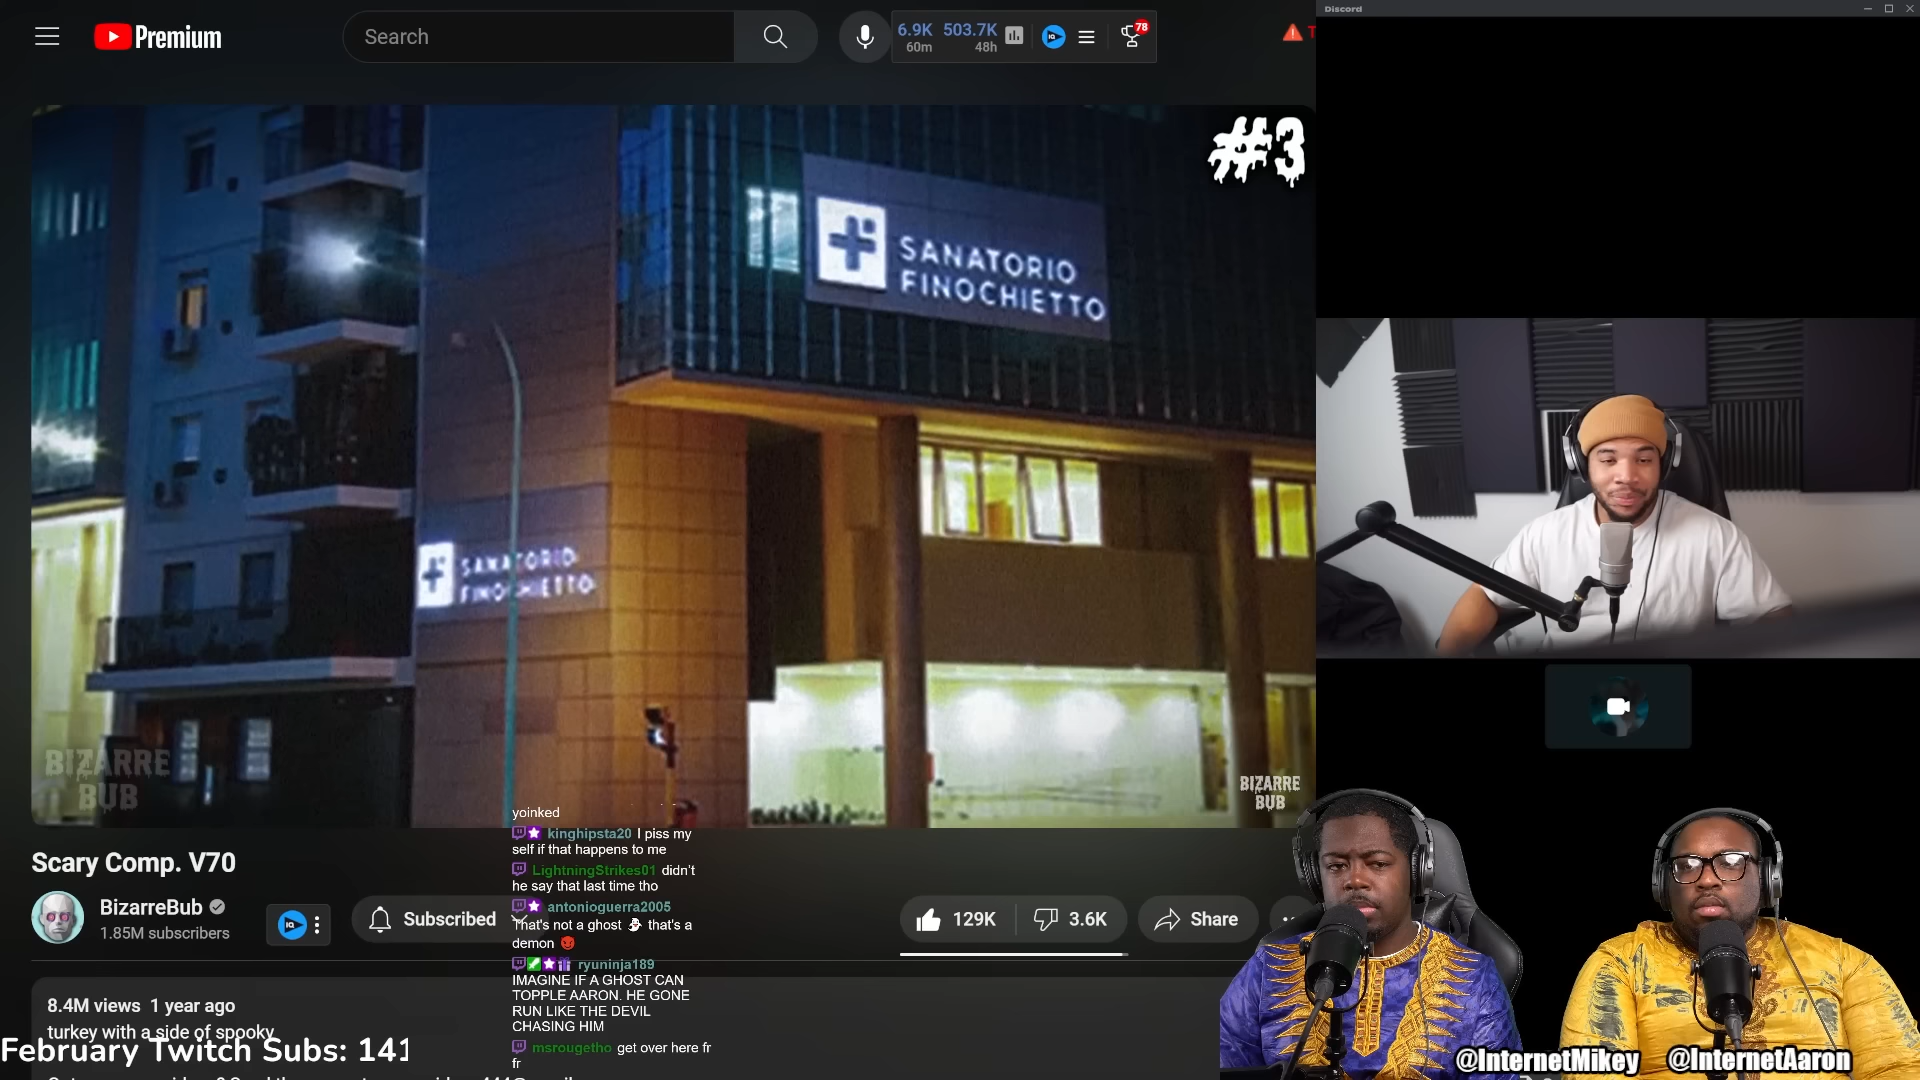 Discord
Premium
Search
6.9K 503.7K
60m 48h
78
#3
SANATORIO
FINOCHIETTO
SANATORIO
FINOCHIETTO
BIZARRE
BUB
BIZARRE
BUB
yoinked
kinghipsta20 I piss my
self if that happens to me
LightningStrikes01 didn't
he say that last time tho
antonioguerra2005
That's not a ghost 👻 that's a
demon 👿
ryuninja189
IMAGINE IF A GHOST CAN
TOPPLE AARON. HE GONE
RUN LIKE THE DEVIL
CHASING HIM
msrougetho get over here fr
fr
Scary Comp. V70
BizarreBub
1.85M subscribers
Subscribed
129K
3.6K
Share
8.4M views 1 year ago
turkey with a side of spooky
February Twitch Subs: 141
@InternetMikey
@InternetAaron